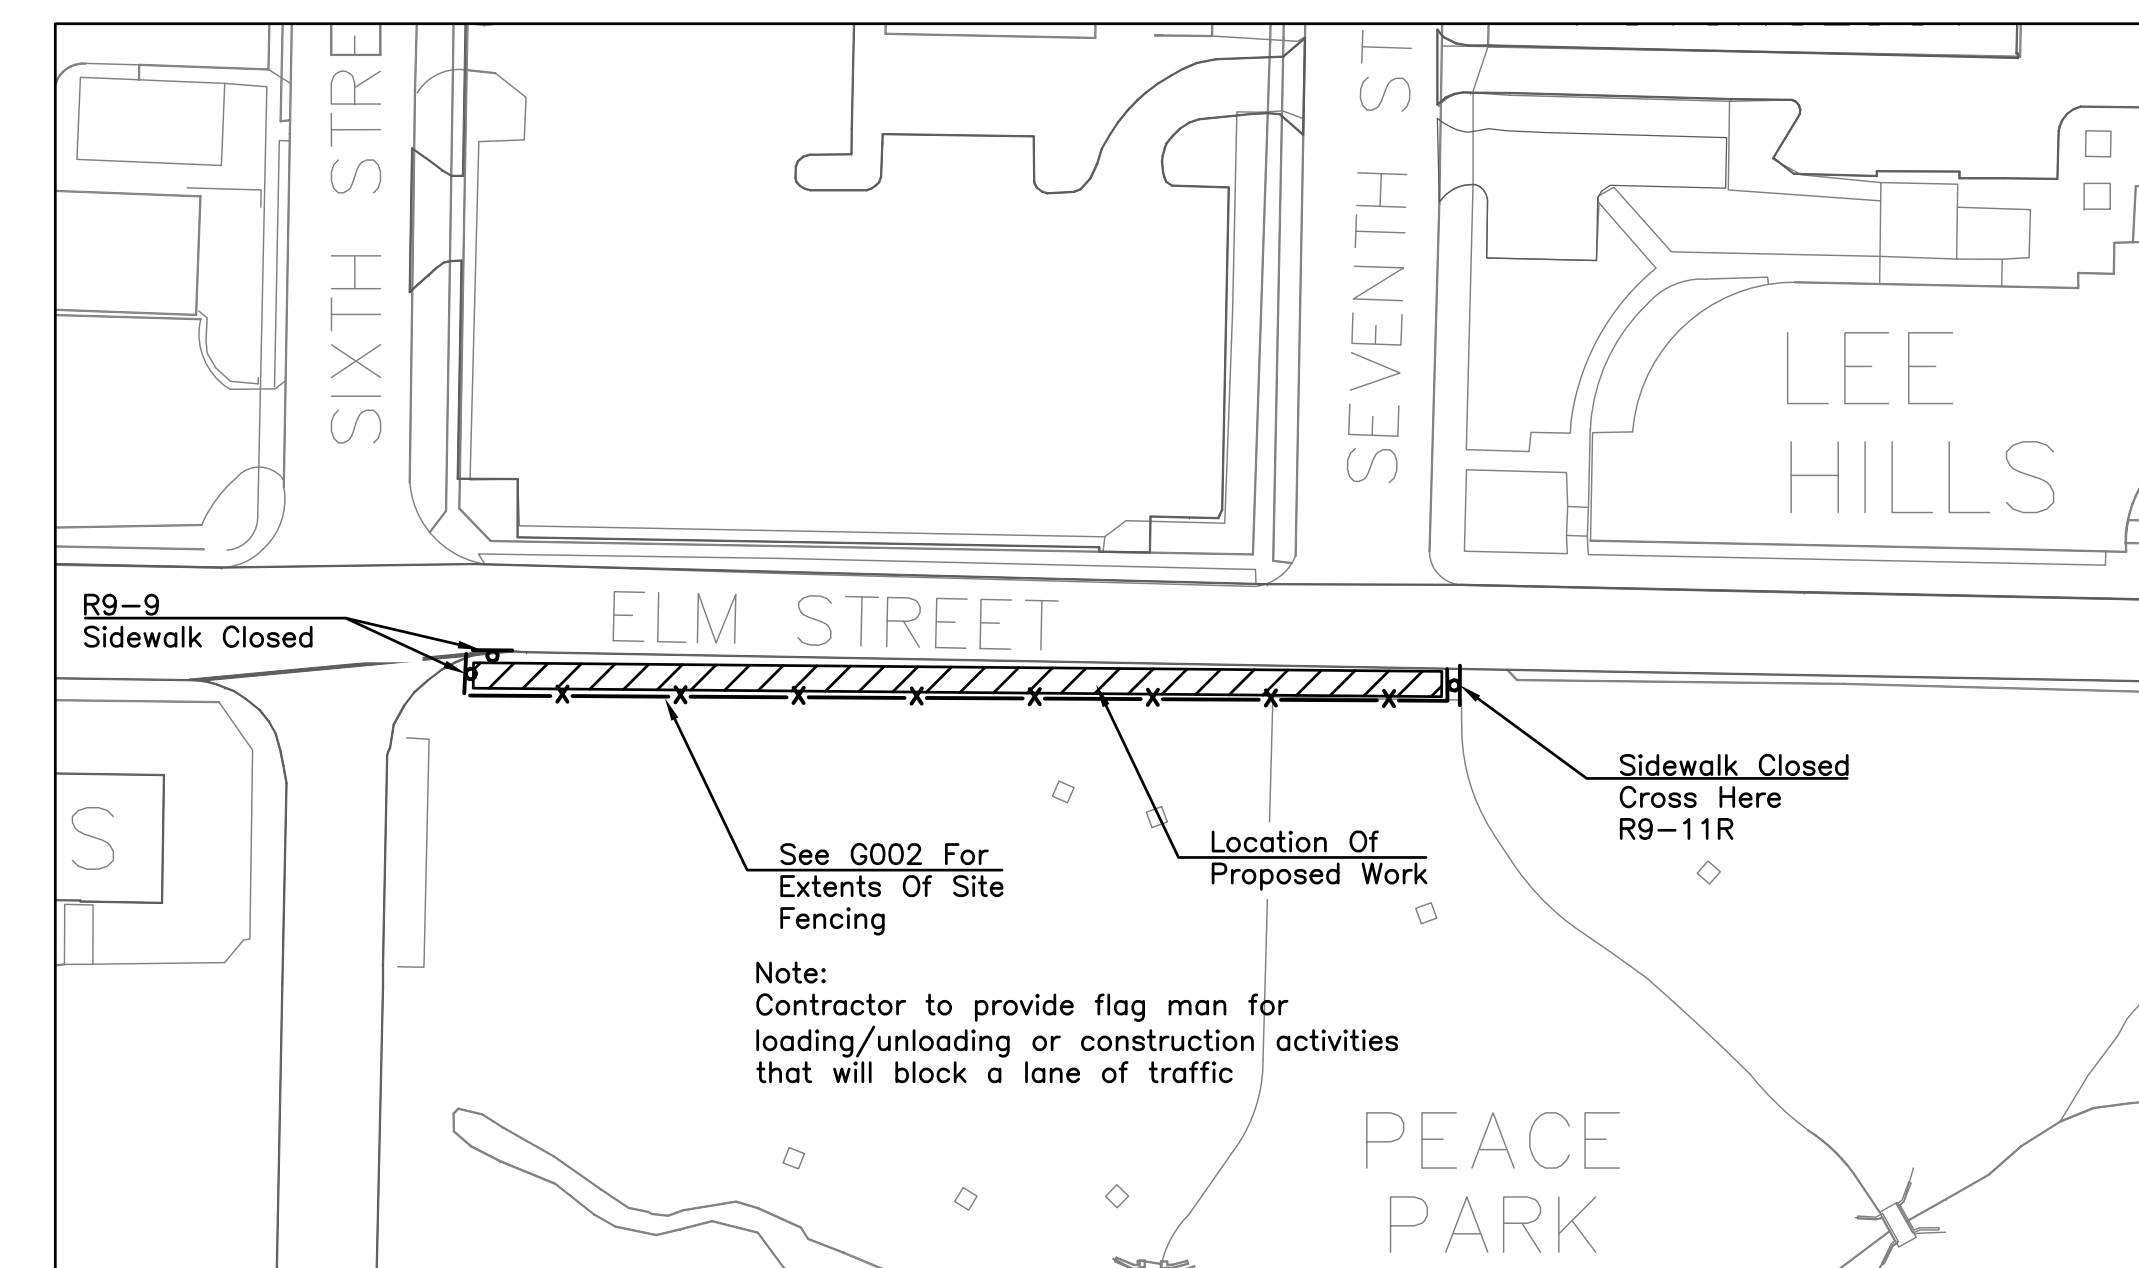 SIXTH STRE
SEVENTH ST
LEE
HILLS
ELM STREET
R9-9
Sidewalk Closed
Sidewalk Closed
Cross Here
R9-11R
See G002 For
Extents Of Site
Fencing
Location Of
Proposed Work
S
Note:
Contractor to provide flag man for
loading/unloading or construction activities
that will block a lane of traffic
PEACE
PARK